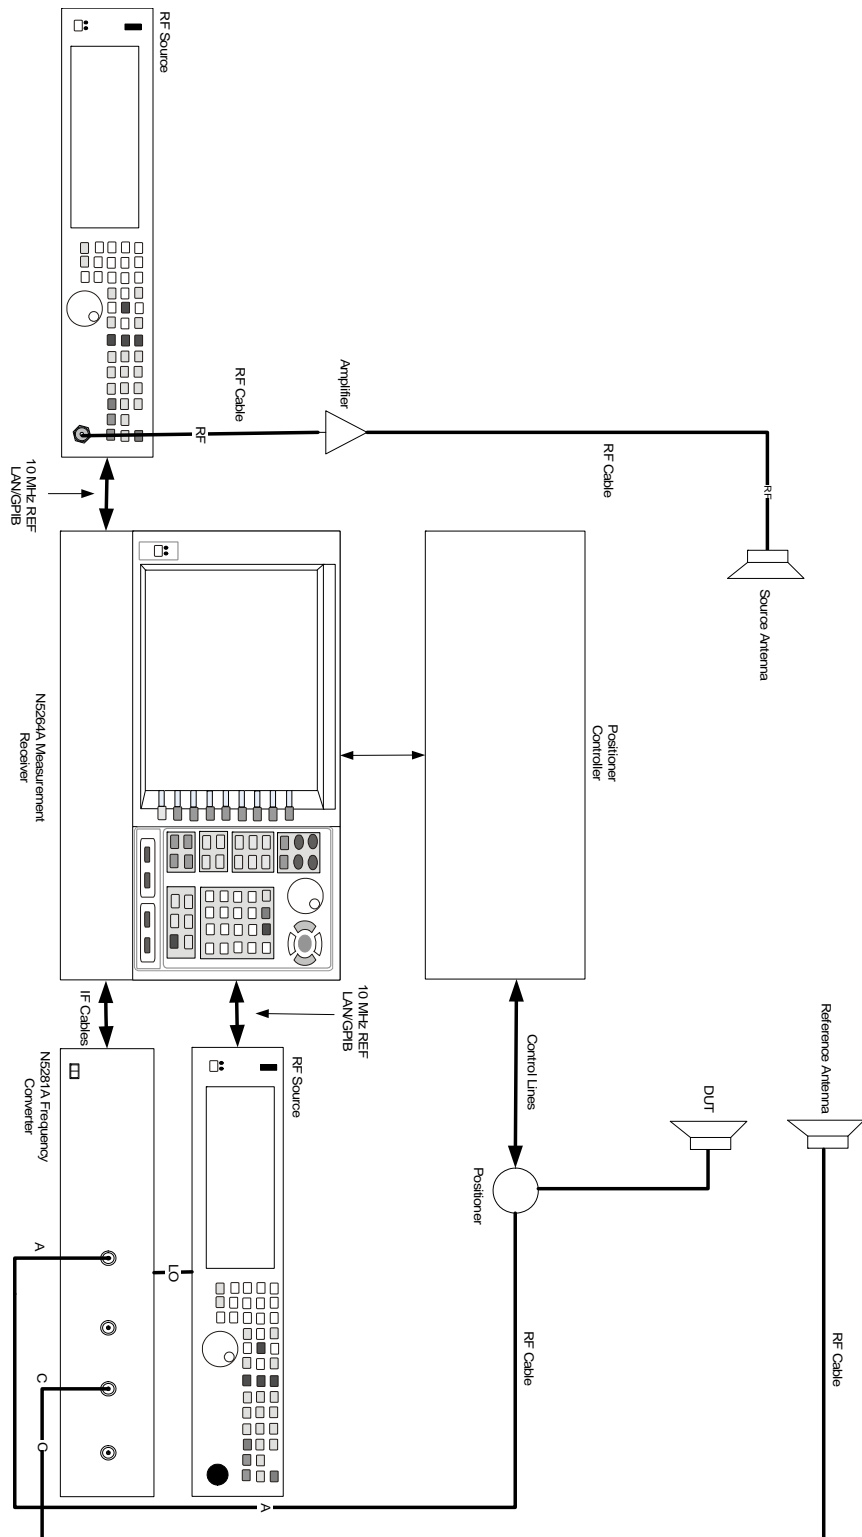 RF Source
Amplifier
RF Cable
RF
RF Cable
RF
10 MHz REF
LAN/GPIB
Source Antenna
N5264A Measurement
Receiver
Positioner
Controller
10 MHz REF
LAN/GPIB
IF Cables
Control Lines
Reference Antenna
DUT
RF Source
N5281A Frequency
Converter
Positioner
A
LO
RF Cable
RF Cable
C
C
A